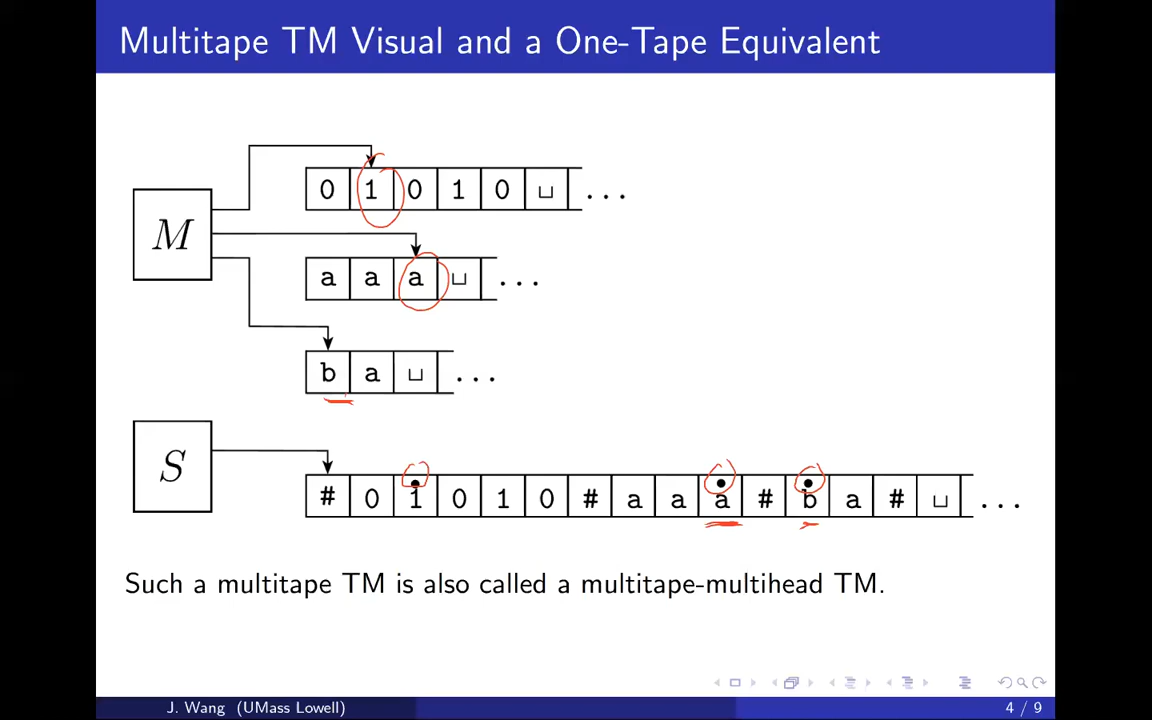 Multitape TM Visual and a One-Tape Equivalent
0 1 0 1 0 ⊔ ...
M
a a a ⊔ ...
b a ⊔ ...
S
# 0 1 0 1 0 # a a a # b a # ⊔ ...
Such a multitape TM is also called a multitape-multihead TM.
J. Wang (UMass Lowell)
4 / 9